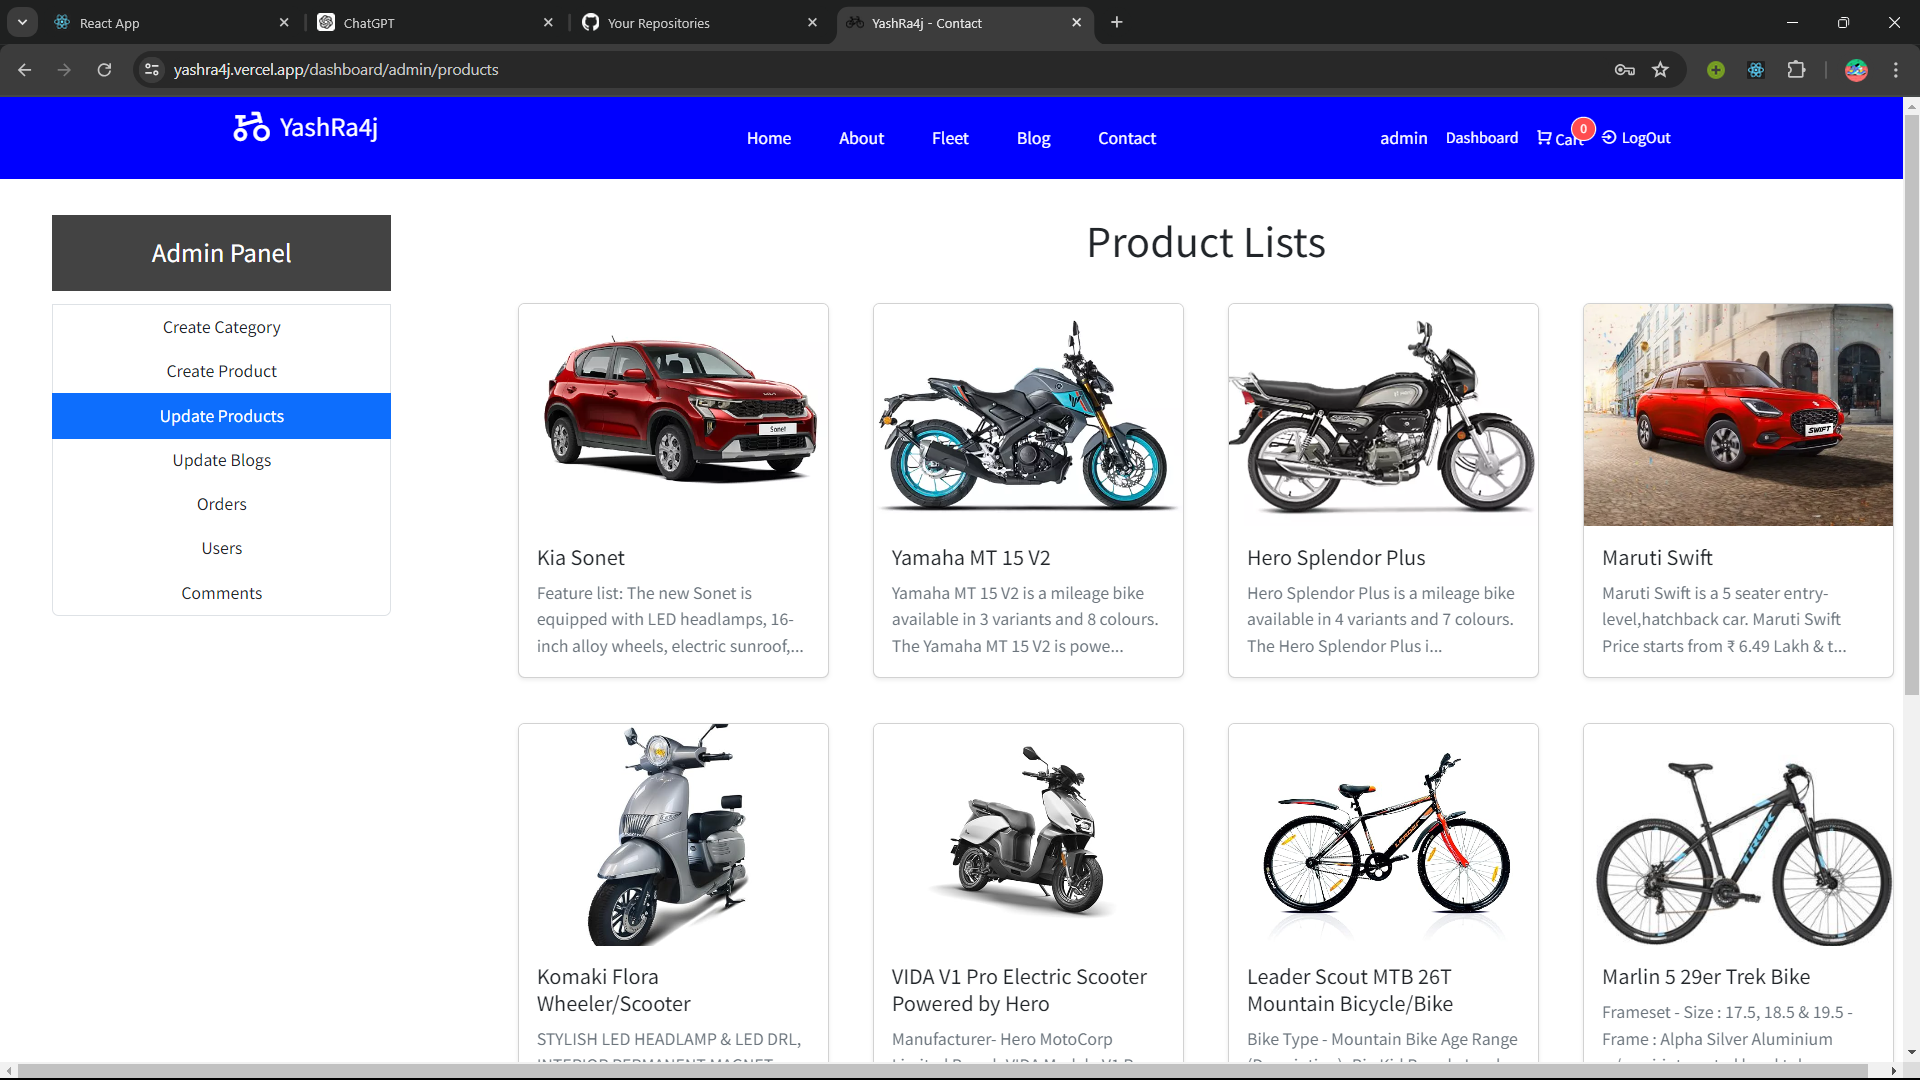 React App
ChatGPT
Your Repositories
YashRa4j - Contact
yashra4j.vercel.app/dashboard/admin/products
YashRa4j
Home
About
Fleet
Blog
Contact
admin
Dashboard
Cart
0
LogOut
Admin Panel
Create Category
Create Product
Update Products
Update Blogs
Orders
Users
Comments
Product Lists
Sonet
Kia Sonet
Feature list: The new Sonet is
equipped with LED headlamps, 16-
inch alloy wheels, electric sunroof,...
Yamaha MT 15 V2
Yamaha MT 15 V2 is a mileage bike
available in 3 variants and 8 colours.
The Yamaha MT 15 V2 is powe...
Hero Splendor Plus
Hero Splendor Plus is a mileage bike
available in 4 variants and 7 colours.
The Hero Splendor Plus i...
SWIFT
Maruti Swift
Maruti Swift is a 5 seater entry-
level,hatchback car. Maruti Swift
Price starts from ₹ 6.49 Lakh & t...
Komaki Flora
Wheeler/Scooter
STYLISH LED HEADLAMP & LED DRL,
INTERIOR PERMANENT MAGNET
VIDA V1 Pro Electric Scooter
Powered by Hero
Manufacturer- Hero MotoCorp
Leader Scout MTB 26T
Mountain Bicycle/Bike
Bike Type - Mountain Bike Age Range
TREK
Marlin 5 29er Trek Bike
Frameset - Size : 17.5, 18.5 & 19.5 -
Frame : Alpha Silver Aluminium